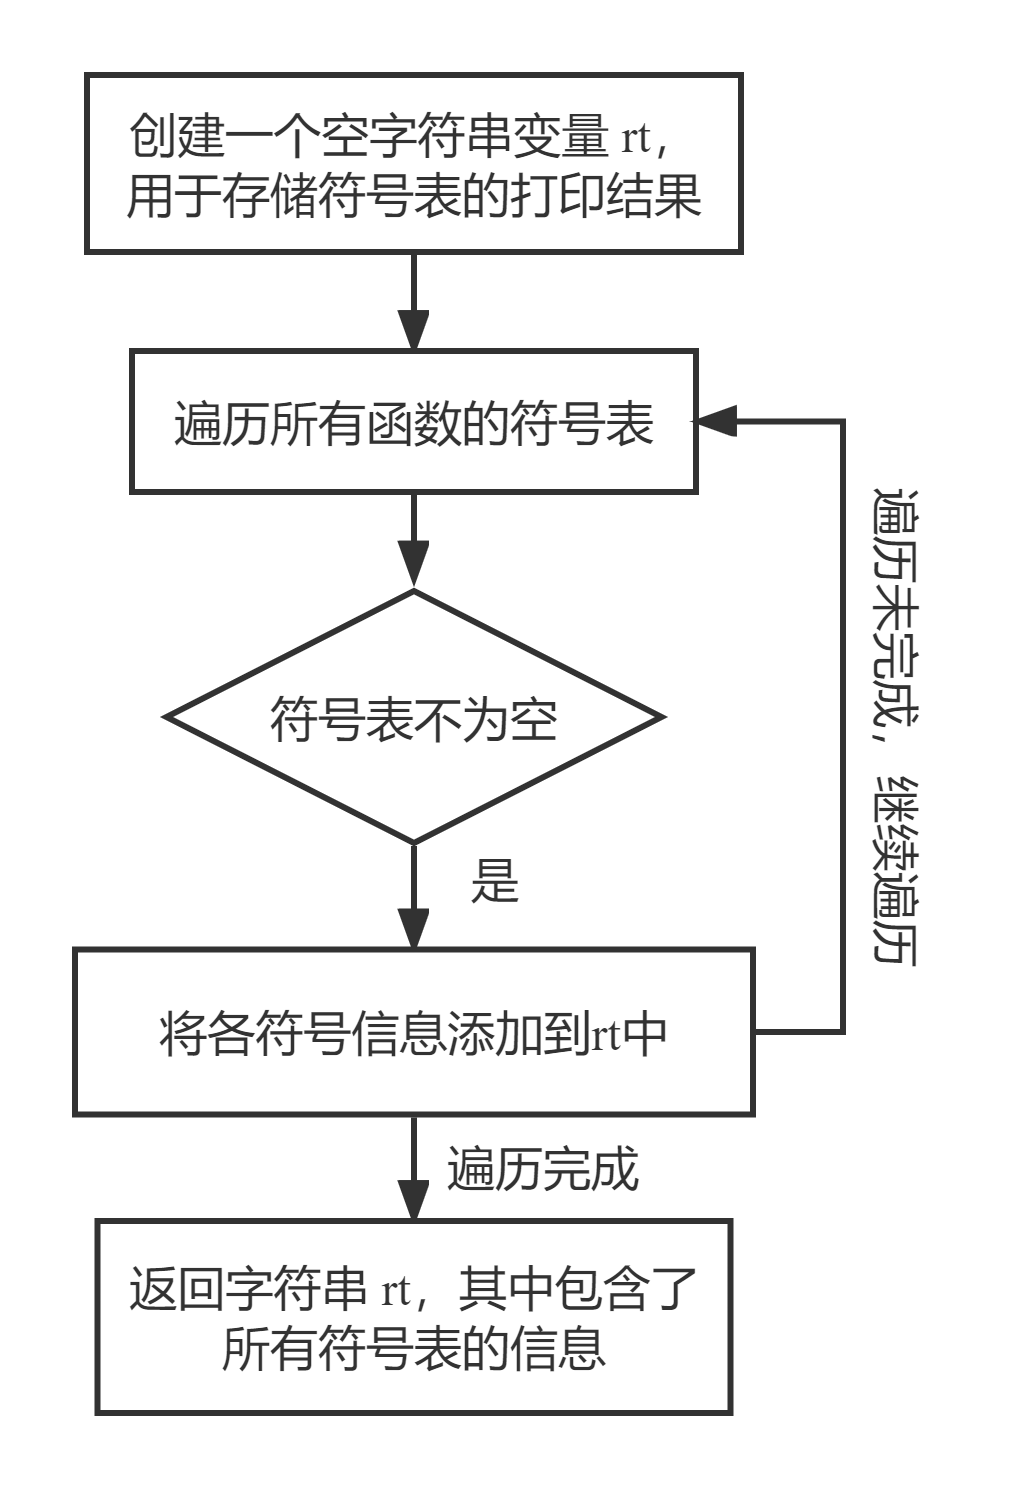 创建一个空字符串变量 rt，
用于存储符号表的打印结果
遍历所有函数的符号表
符号表不为空
是
将各符号信息添加到rt中
遍历未完成，继续遍历
遍历完成
返回字符串 rt，其中包含了
所有符号表的信息